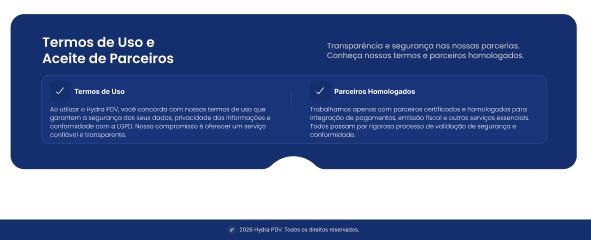 Termos de Uso e
Aceite de Parceiros
Transparência e segurança nas nossas parcerias.
Conheça nossos termos e parceiros homologados.
Termos de Uso
Ao utilizar o Hydra PDV, você concorda com nossos termos de uso que
garantem a segurança dos seus dados, privacidade das informações e
conformidade com a LGPD. Nosso compromisso é oferecer um serviço
confiável e transparente.
Parceiros Homologados
Trabalhamos apenas com parceiros certificados e homologados para
integração de pagamentos, emissão fiscal e outros serviços essenciais.
Todos passam por rigoroso processo de validação de segurança e
conformidade.
2026 Hydra PDV. Todos os direitos reservados.